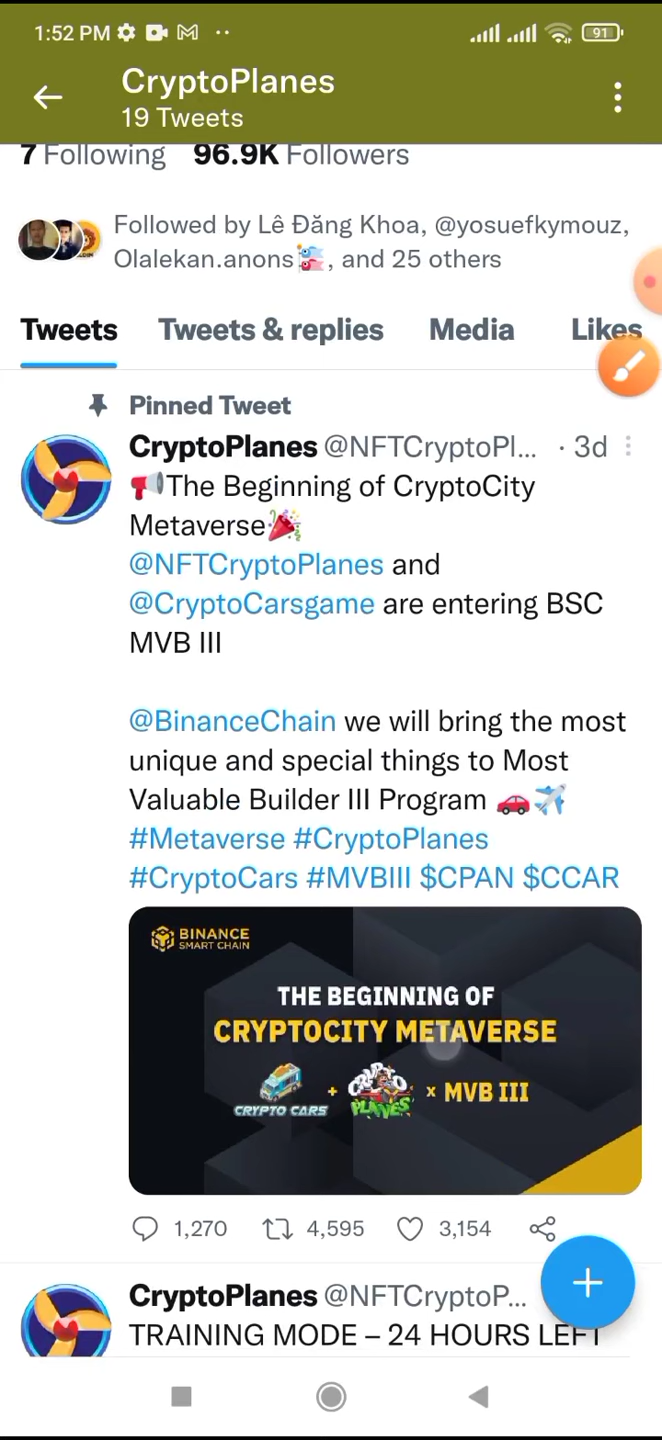 1:52 PM
91
CryptoPlanes
19 Tweets
7 Following 96.9K Followers
Followed by Lê Đăng Khoa, @yosuefkymouz,
Olalekan.anons, and 25 others
Tweets Tweets & replies Media Likes
Pinned Tweet
CryptoPlanes @NFTCryptoPl... · 3d
📢The Beginning of CryptoCity
Metaverse🎉
@NFTCryptoPlanes and
@CryptoCarsgame are entering BSC
MVB III
@BinanceChain we will bring the most
unique and special things to Most
Valuable Builder III Program 🚗✈️
#Metaverse #CryptoPlanes
#CryptoCars #MVBIII $CPAN $CCAR
BINANCE
SMART CHAIN
THE BEGINNING OF
CRYPTOCITY METAVERSE
CRYPTO CARS + CRYPTO PLANES x MVB III
1,270 4,595 3,154
CryptoPlanes @NFTCryptoP...
TRAINING MODE – 24 HOURS LEFT